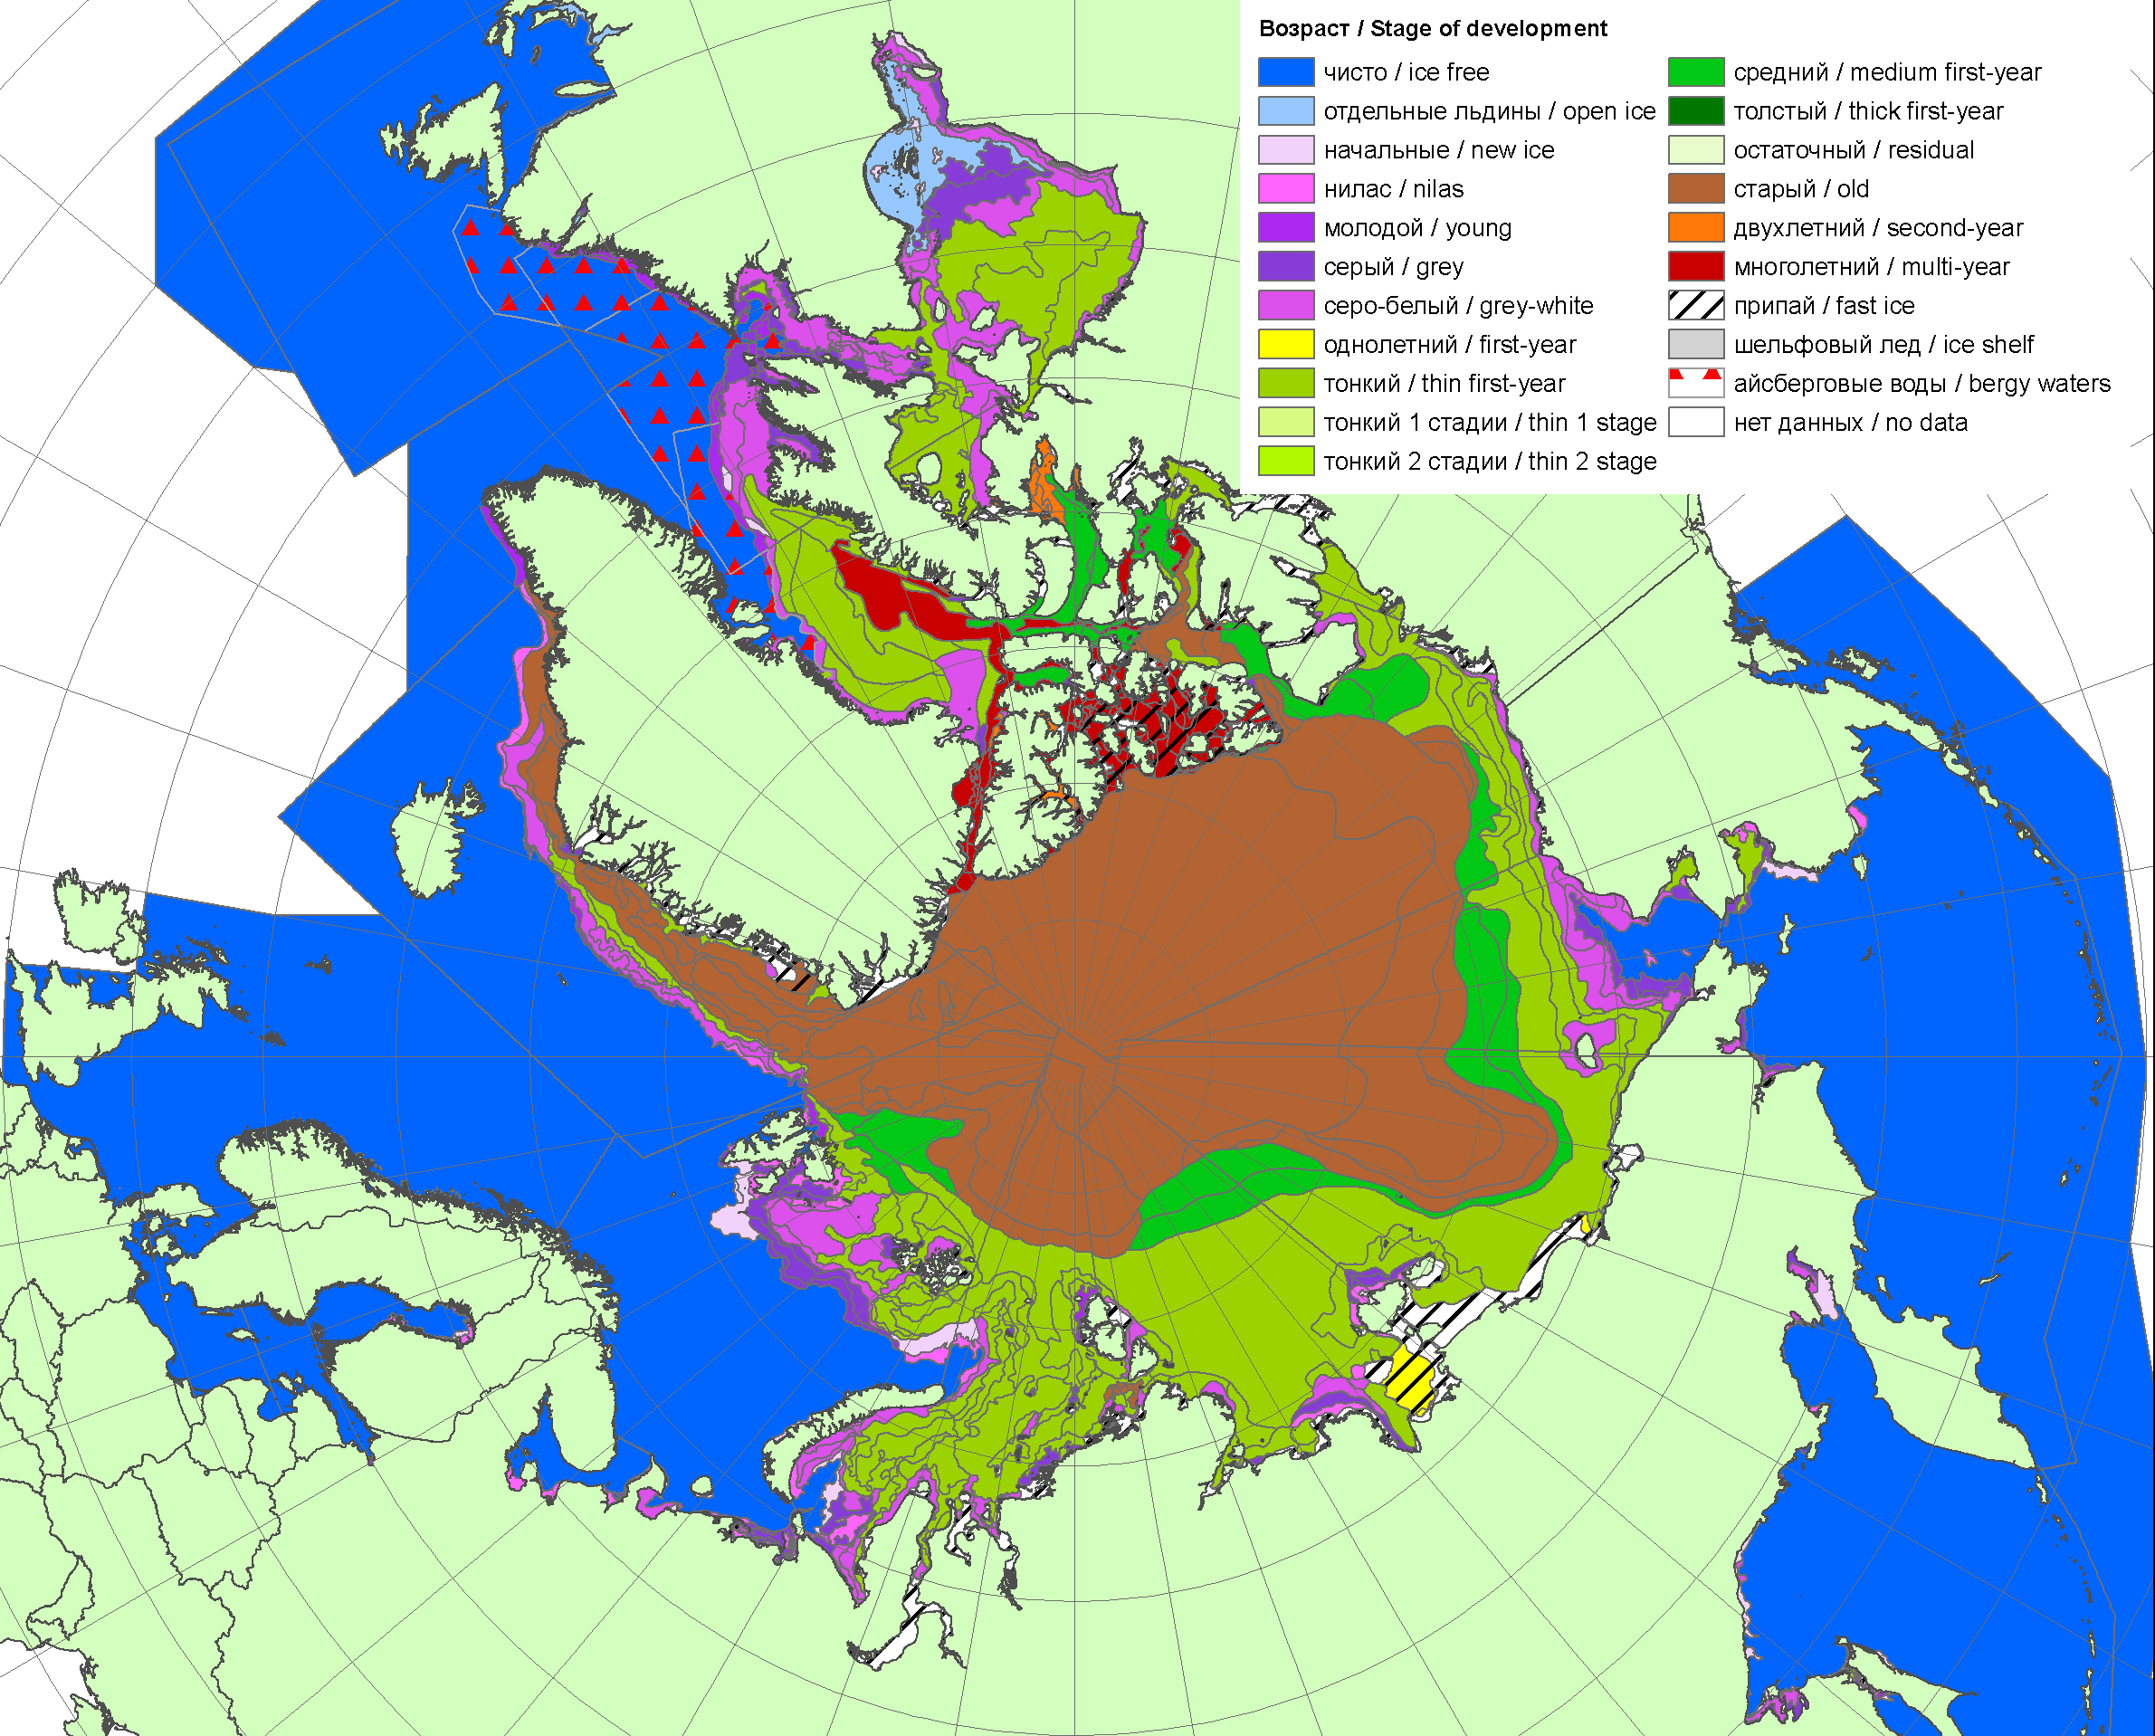 Возраст / Stage of development
чисто / ice free
отдельные льдины / open ice
начальные / new ice
нилас / nilas
молодой / young
серый / grey
серо-белый / grey-white
однолетний / first-year
тонкий / thin first-year
тонкий 1 стадии / thin 1 stage
тонкий 2 стадии / thin 2 stage
средний / medium first-year
толстый / thick first-year
остаточный / residual
старый / old
двухлетний / second-year
многолетний / multi-year
припай / fast ice
шельфовый лед / ice shelf
айсберговые воды / bergy waters
нет данных / no data